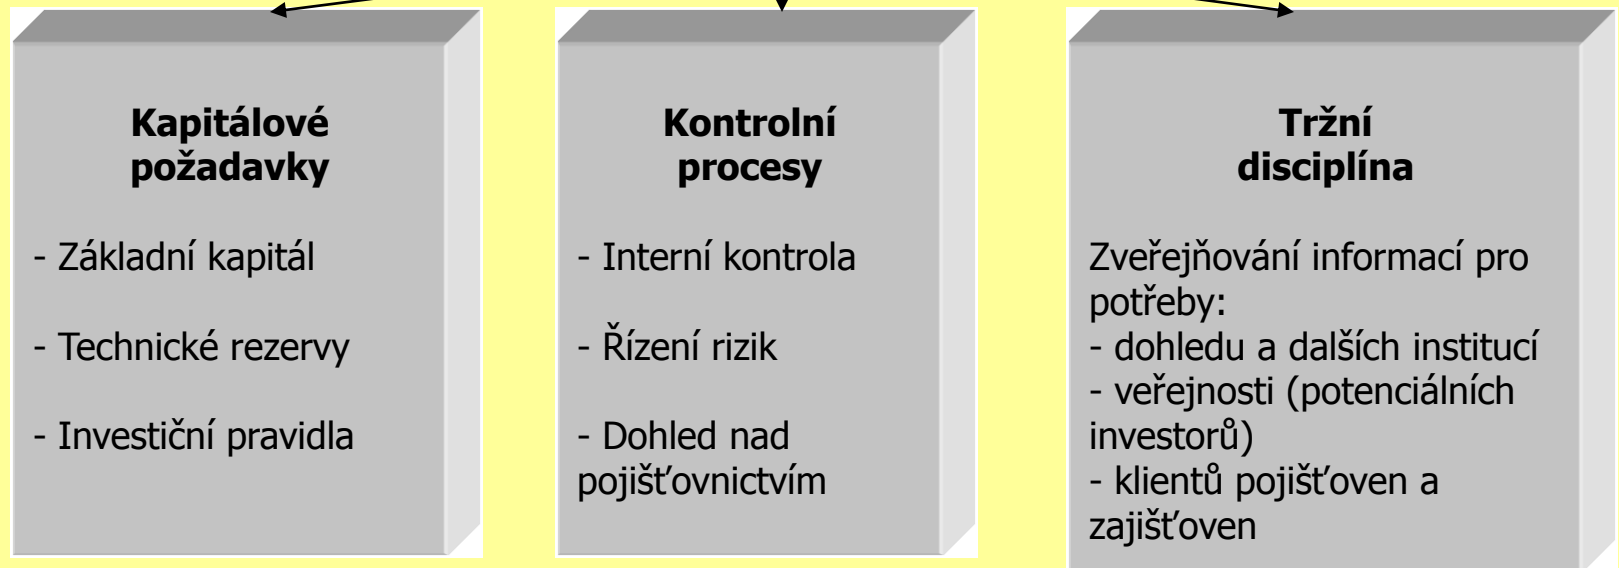 Kapitálové
požadavky
- Základní kapitál
- Technické rezervy
- Investiční pravidla
Kontrolní
procesy
- Interní kontrola
- Řízení rizik
- Dohled nad
pojišťovnictvím
Tržní
disciplína
Zveřejňování informací pro
potřeby:
- dohledu a dalších institucí
- veřejnosti (potenciálních
investorů)
- klientů pojišťoven a
zajišťoven